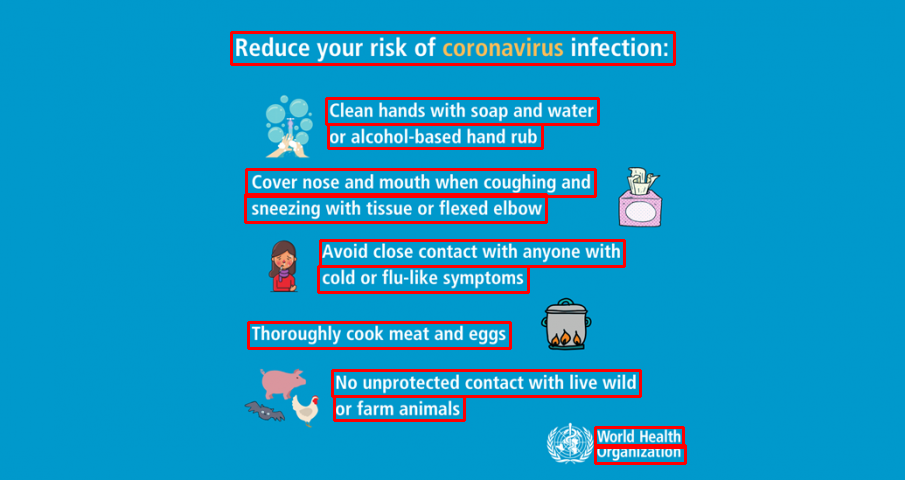 Reduce your risk of coronavirus infection:
Clean hands with soap and water
or alcohol-based hand rub
Cover nose and mouth when coughing and
sneezing with tissue or flexed elbow
Avoid close contact with anyone with
cold or flu-like symptoms
Thoroughly cook meat and eggs
No unprotected contact with live wild
or farm animals
World Health
Organization